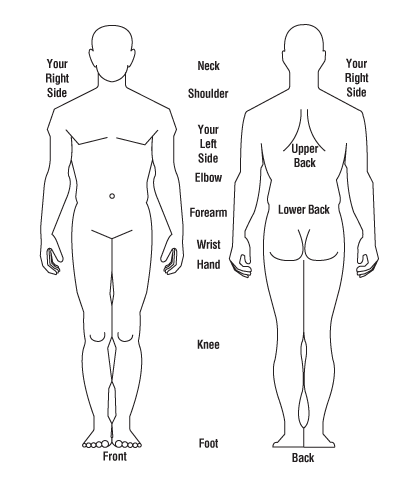 Your
Right
Side
Neck
Your
Right
Side
Shoulder
Your
Left
Side
Upper
Back
Elbow
Forearm
Lower Back
Wrist
Hand
Knee
Foot
Front
Back